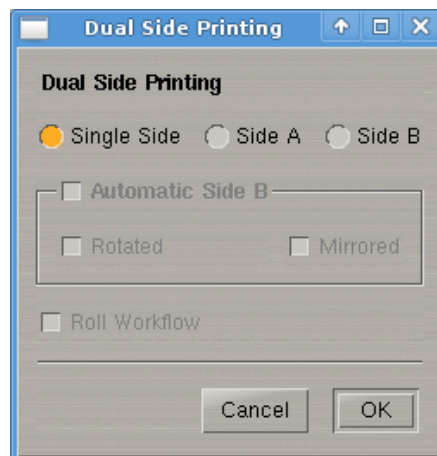 Dual Side Printing
Dual Side Printing
Single Side Side A Side B
Automatic Side B
Rotated Mirrored
Roll Workflow
Cancel OK